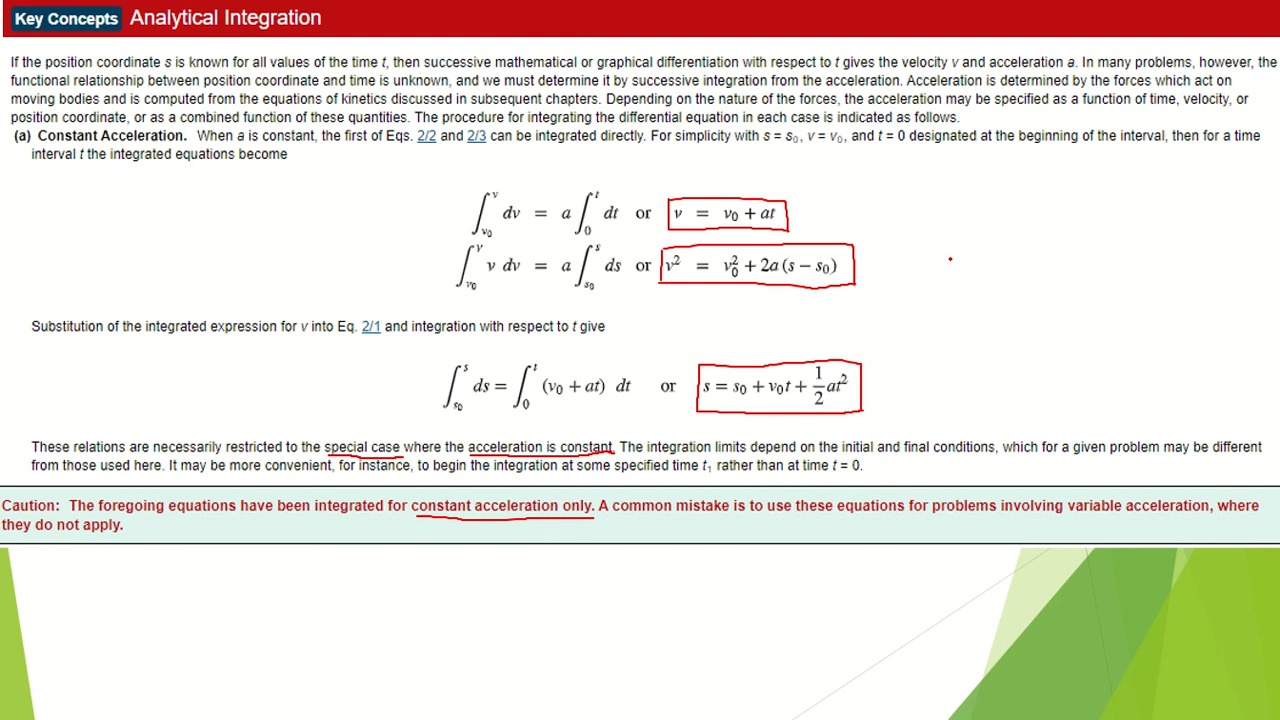 Key Concepts Analytical Integration
If the position coordinate s is known for all values of the time t, then successive mathematical or graphical differentiation with respect to t gives the velocity v and acceleration a. In many problems, however, the
functional relationship between position coordinate and time is unknown, and we must determine it by successive integration from the acceleration. Acceleration is determined by the forces which act on
moving bodies and is computed from the equations of kinetics discussed in subsequent chapters. Depending on the nature of the forces, the acceleration may be specified as a function of time, velocity, or
position coordinate, or as a combined function of these quantities. The procedure for integrating the differential equation in each case is indicated as follows.
(a) Constant Acceleration. When a is constant, the first of Eqs. 2/2 and 2/3 can be integrated directly. For simplicity with s = s₀, v = v₀, and t = 0 designated at the beginning of the interval, then for a time
interval t the integrated equations become
∫_{v₀}^{v} dv = a ∫_{0}^{t} dt or v = v₀ + at
∫_{v₀}^{v} v dv = a ∫_{s₀}^{s} ds or v² = v₀² + 2a(s − s₀)
Substitution of the integrated expression for v into Eq. 2/1 and integration with respect to t give
∫_{s₀}^{s} ds = ∫_{0}^{t} (v₀ + at) dt or s = s₀ + v₀t + 1/2 at²
These relations are necessarily restricted to the special case where the acceleration is constant. The integration limits depend on the initial and final conditions, which for a given problem may be different
from those used here. It may be more convenient, for instance, to begin the integration at some specified time t₁ rather than at time t = 0.
Caution: The foregoing equations have been integrated for constant acceleration only. A common mistake is to use these equations for problems involving variable acceleration, where
they do not apply.